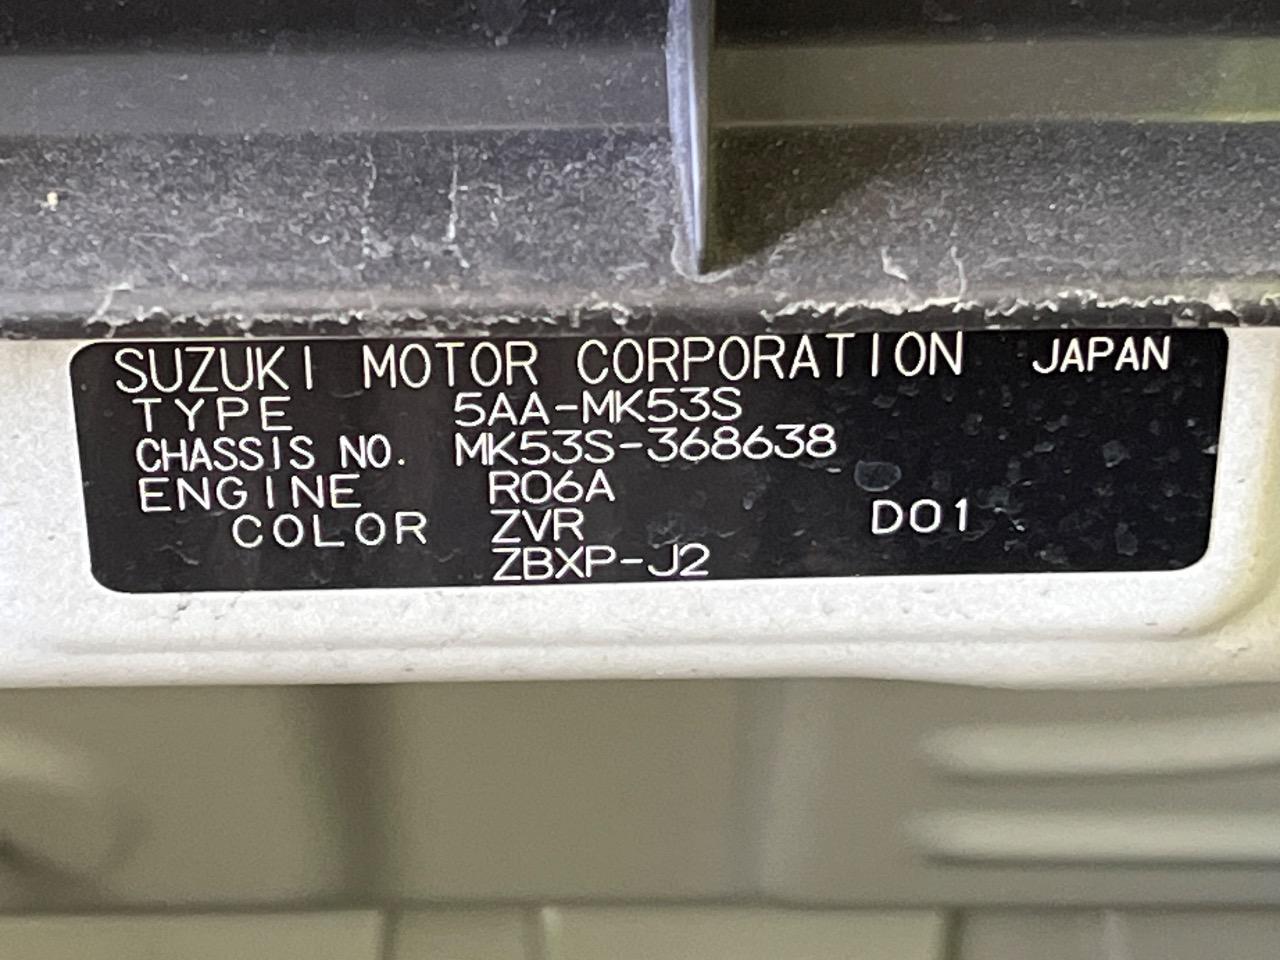 SUZUKI MOTOR CORPORATION JAPAN
TYPE 5AA-MK53S
CHASSIS NO. MK53S-368638
ENGINE R06A
COLOR ZVR D01
ZBXP-J2